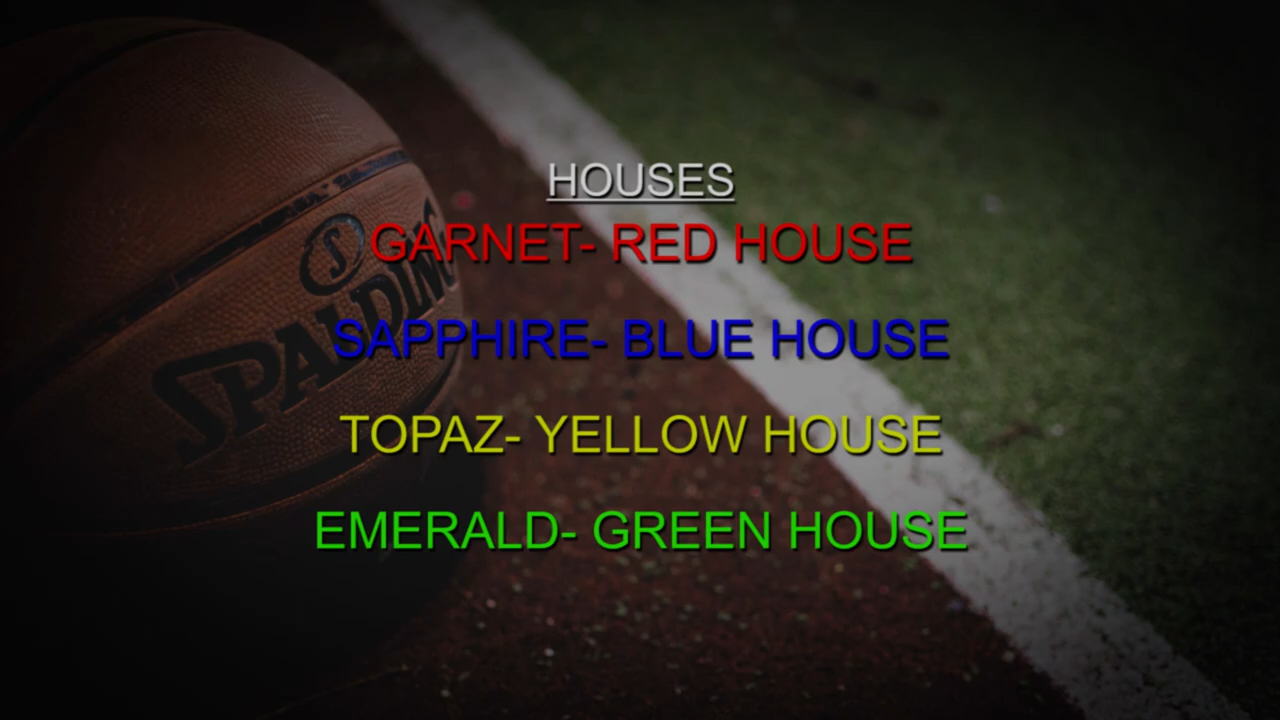 HOUSES
GARNET- RED HOUSE
SAPPHIRE- BLUE HOUSE
TOPAZ- YELLOW HOUSE
EMERALD- GREEN HOUSE
S
SPALDING